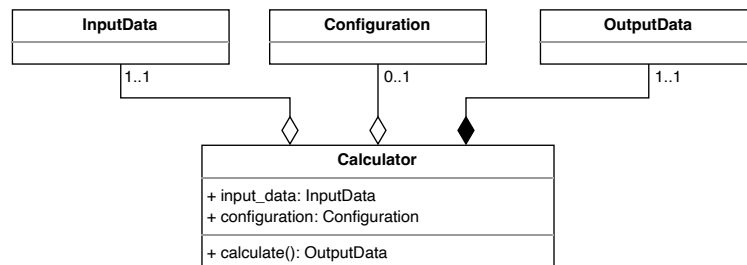 InputData
Configuration
OutputData
1..1
0..1
1..1
Calculator
+ input_data: InputData
+ configuration: Configuration
+ calculate(): OutputData